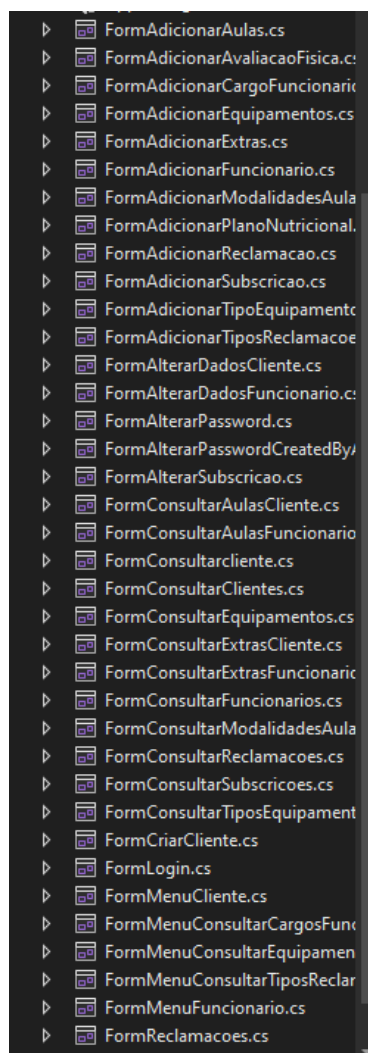 FormAdicionarAulas.cs
FormAdicionarAvaliacaoFisica.cs
FormAdicionarCargoFuncionario
FormAdicionarEquipamentos.cs
FormAdicionarExtras.cs
FormAdicionarFuncionario.cs
FormAdicionarModalidadesAula
FormAdicionarPlanoNutricional.
FormAdicionarReclamacao.cs
FormAdicionarSubscricao.cs
FormAdicionarTipoEquipamento
FormAdicionarTiposReclamacoe
FormAlterarDadosCliente.cs
FormAlterarDadosFuncionario.cs
FormAlterarPassword.cs
FormAlterarPasswordCreatedByA
FormAlterarSubscricao.cs
FormConsultarAulasCliente.cs
FormConsultarAulasFuncionario
FormConsultarcliente.cs
FormConsultarClientes.cs
FormConsultarEquipamentos.cs
FormConsultarExtrasCliente.cs
FormConsultarExtrasFuncionario
FormConsultarFuncionarios.cs
FormConsultarModalidadesAula
FormConsultarReclamacoes.cs
FormConsultarSubscricoes.cs
FormConsultarTiposEquipament
FormCriarCliente.cs
FormLogin.cs
FormMenuCliente.cs
FormMenuConsultarCargosFunc
FormMenuConsultarEquipamen
FormMenuConsultarTiposReclar
FormMenuFuncionario.cs
FormReclamacoes.cs